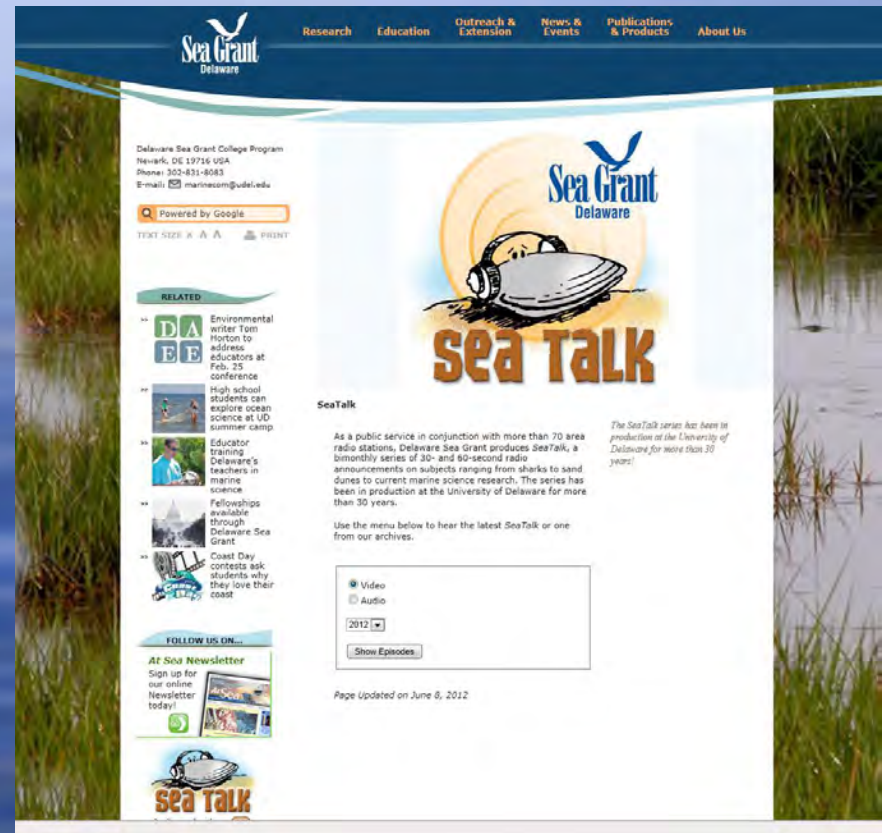 Sea Grant
Delaware
Research
Education
Outreach &
Extension
News &
Events
Publications
& Products
About Us
Delaware Sea Grant College Program
Newark, DE 19716 USA
Phone: 302-831-8083
E-mail: marinecom@udel.edu
Powered by Google
TEXT SIZE A A A PRINT
RELATED
>> DAEE Environmental
writer Tom
Horton to
address
educators at
Feb. 25
conference
>> High school
students can
explore ocean
science at UD
summer camp
>> Educator
training
Delaware's
teachers in
marine
science
>> Fellowships
available
through
Delaware Sea
Grant
>> Coast Day
contests ask
students why
they love their
coast
FOLLOW US ON...
At Sea Newsletter
Sign up for
our online
Newsletter
today!
Sea Talk
Sea Grant
Delaware
Sea Talk
SeaTalk
As a public service in conjunction with more than 70 area
radio stations, Delaware Sea Grant produces SeaTalk, a
bimonthly series of 30- and 60-second radio
announcements on subjects ranging from sharks to sand
dunes to current marine science research. The series has
been in production at the University of Delaware for more
than 30 years.
Use the menu below to hear the latest SeaTalk or one
from our archives.
Video
Audio
2012
Show Episodes
Page Updated on June 8, 2012
The SeaTalk series has been in
production at the University of
Delaware for more than 30
years!